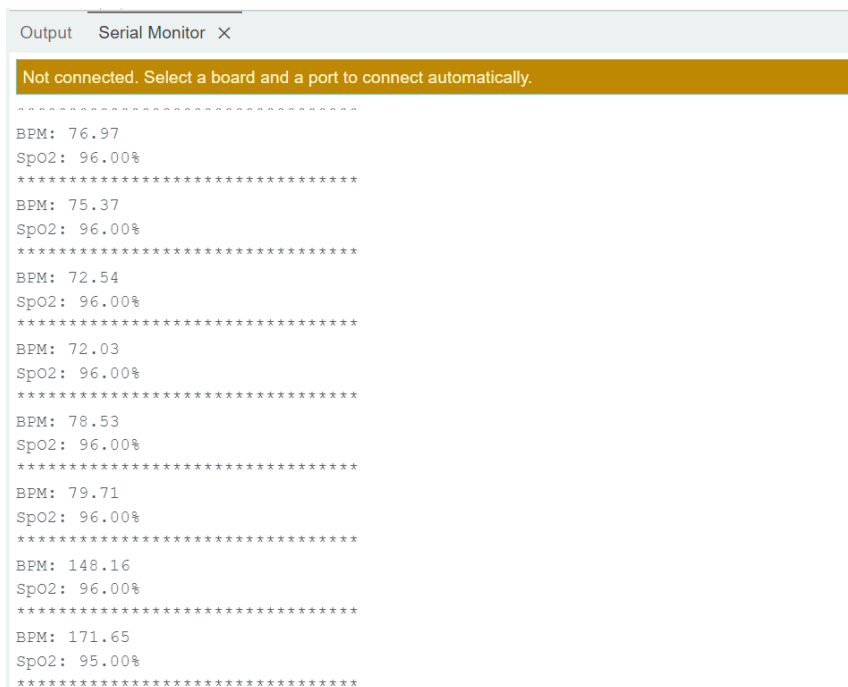 Output Serial Monitor ×
Not connected. Select a board and a port to connect automatically.
*********************************
BPM: 76.97
SpO2: 96.00%
*********************************
BPM: 75.37
SpO2: 96.00%
*********************************
BPM: 72.54
SpO2: 96.00%
*********************************
BPM: 72.03
SpO2: 96.00%
*********************************
BPM: 78.53
SpO2: 96.00%
*********************************
BPM: 79.71
SpO2: 96.00%
*********************************
BPM: 148.16
SpO2: 96.00%
*********************************
BPM: 171.65
SpO2: 95.00%
*********************************